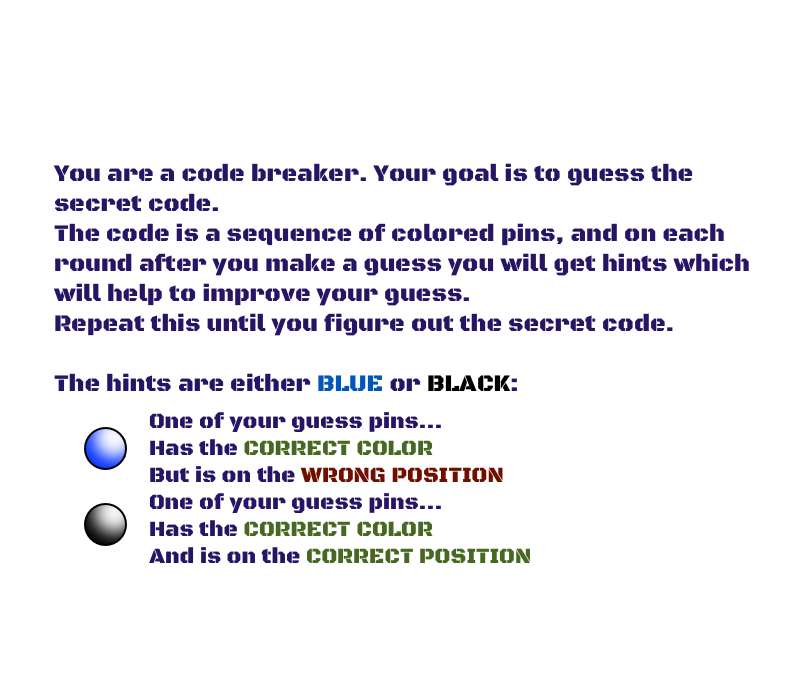 You are a code breaker. Your goal is to guess the
secret code.
The code is a sequence of colored pins, and on each
round after you make a guess you will get hints which
will help to improve your guess.
Repeat this until you figure out the secret code.
The hints are either BLUE or BLACK:
One of your guess pins...
Has the CORRECT COLOR
But is on the WRONG POSITION
One of your guess pins...
Has the CORRECT COLOR
And is on the CORRECT POSITION